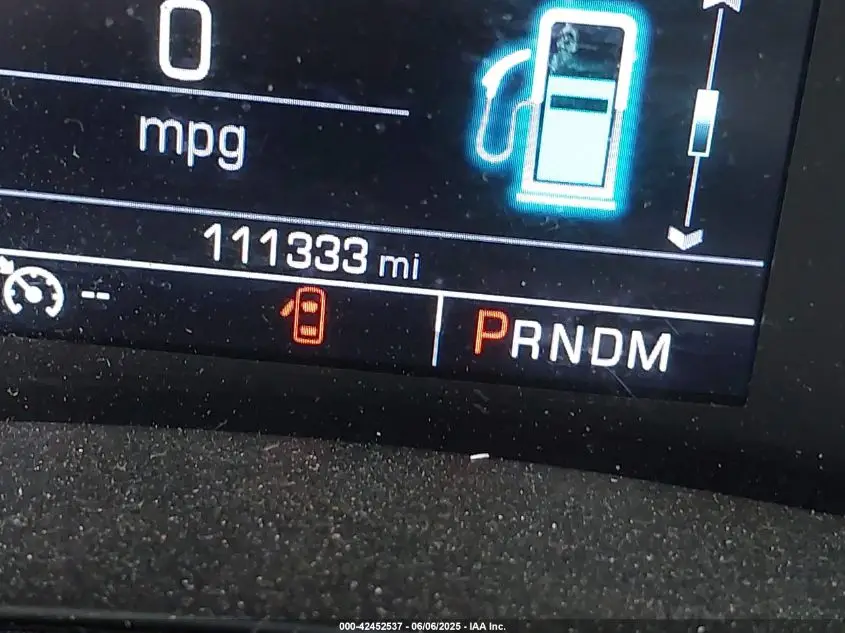 0
mpg
111333 mi
--
PRNDM
000-42452537 - 06/06/2025 - IAA Inc.